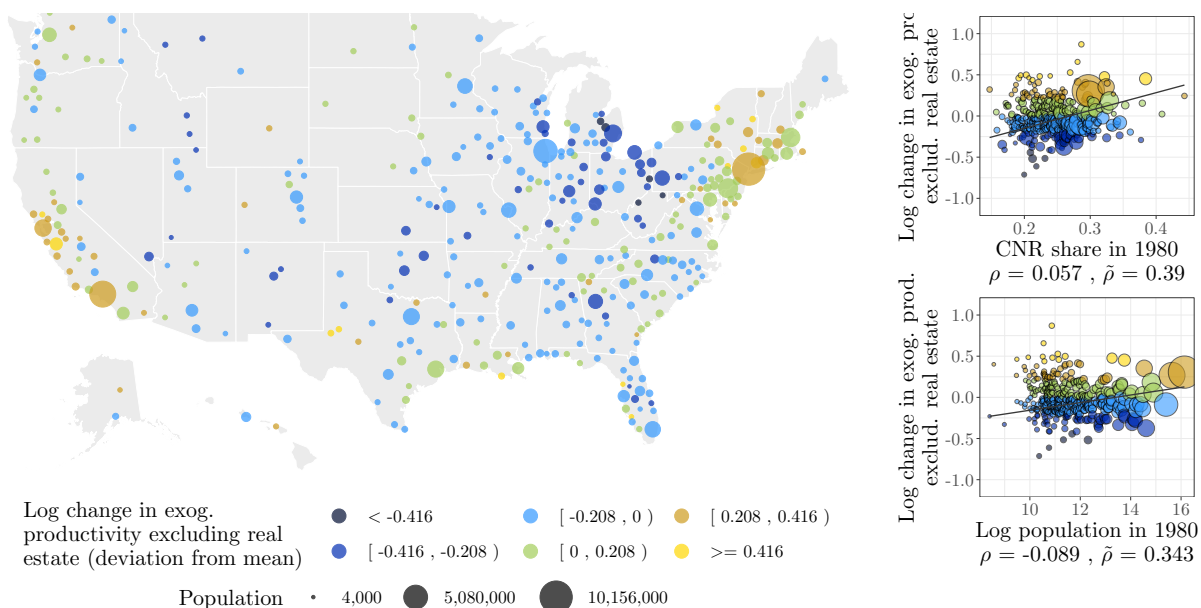 Log change in exog.
productivity excluding real
estate (deviation from mean)
< -0.416
[ -0.208 , 0 )
[ 0.208 , 0.416 )
[ -0.416 , -0.208 )
[ 0 , 0.208 )
>= 0.416
Population
4,000
5,080,000
10,156,000
Log change in exog. pro
exclud. real estate
1.0
0.5
0.0
-0.5
-1.0
0.2
0.3
0.4
CNR share in 1980
ρ = 0.057 , ρ̃ = 0.39
Log change in exog. prod.
exclud. real estate
1.0
0.5
0.0
-0.5
-1.0
10
12
14
16
Log population in 1980
ρ = -0.089 , ρ̃ = 0.343